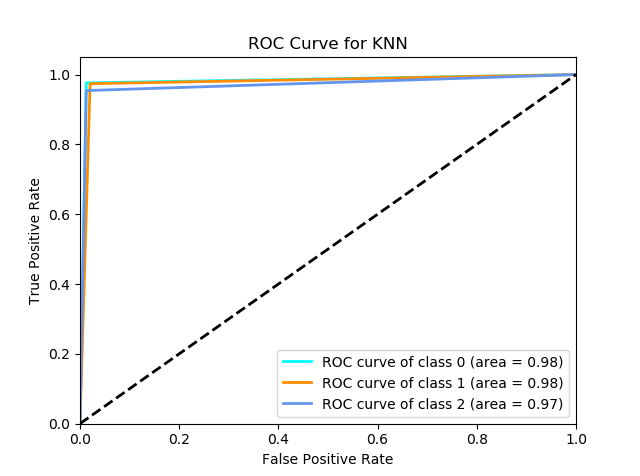 ROC Curve for KNN
True Positive Rate
1.0
0.8
0.6
0.4
0.2
0.0
ROC curve of class 0 (area = 0.98)
ROC curve of class 1 (area = 0.98)
ROC curve of class 2 (area = 0.97)
0.0 0.2 0.4 0.6 0.8 1.0
False Positive Rate